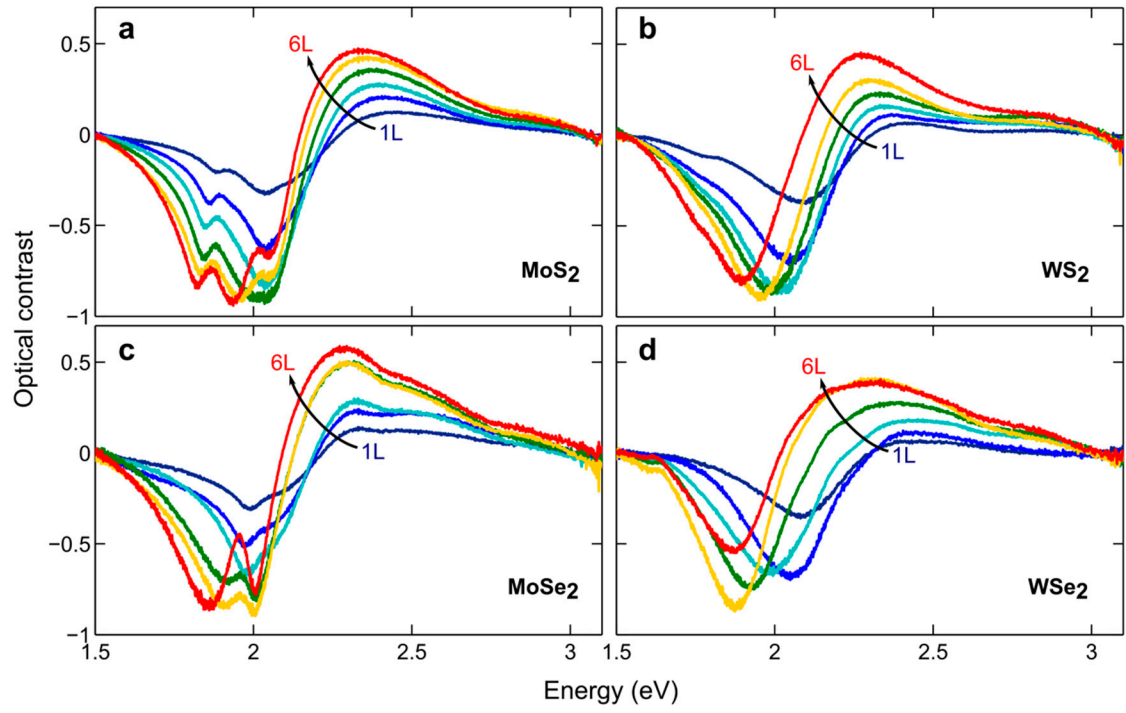 a
b
0.5
0
−0.5
−1
6L
1L
MoS2
6L
1L
WS2
c
d
0.5
0
−0.5
−1
6L
1L
MoSe2
6L
1L
WSe2
1.5 2 2.5 3 1.5 2 2.5 3
Optical contrast
Energy (eV)